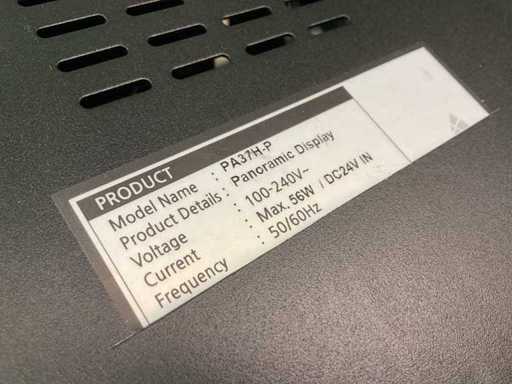 PRODUCT
Model Name : PA37H-P
Product Details : Panoramic Display
Voltage : 100-240V~
Current : Max. 56W / DC24V IN
Frequency : 50/60Hz